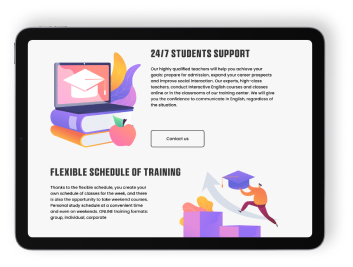 24/7 STUDENTS SUPPORT
Our highly qualified teachers will help you achieve your
goals: prepare for admission, expand your career prospects
and improve social interaction. Our experts, high-class
teachers, conduct interactive English courses and classes
online or in the classrooms of our training center. We will give
you the confidence to communicate in English, regardless of
the situation.
Contact us
FLEXIBLE SCHEDULE OF TRAINING
Thanks to the flexible schedule, you create your
own schedule of classes for the week, and there
is also the opportunity to take weekend courses.
Personal study schedule at a convenient time
and even on weekends. ONLINE training formats:
group, individual, corporate